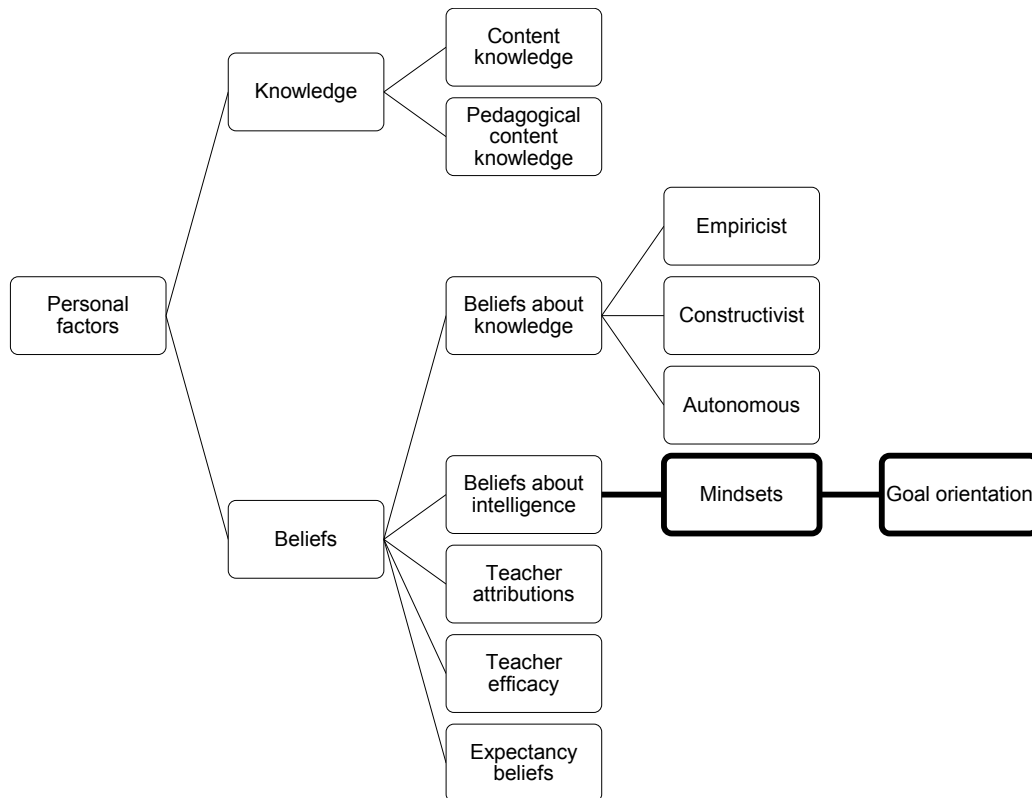 Content
knowledge
Knowledge
Pedagogical
content
knowledge
Empiricist
Personal
factors
Beliefs about
knowledge
Constructivist
Autonomous
Beliefs about
intelligence
Mindsets
Goal orientation
Beliefs
Teacher
attributions
Teacher
efficacy
Expectancy
beliefs